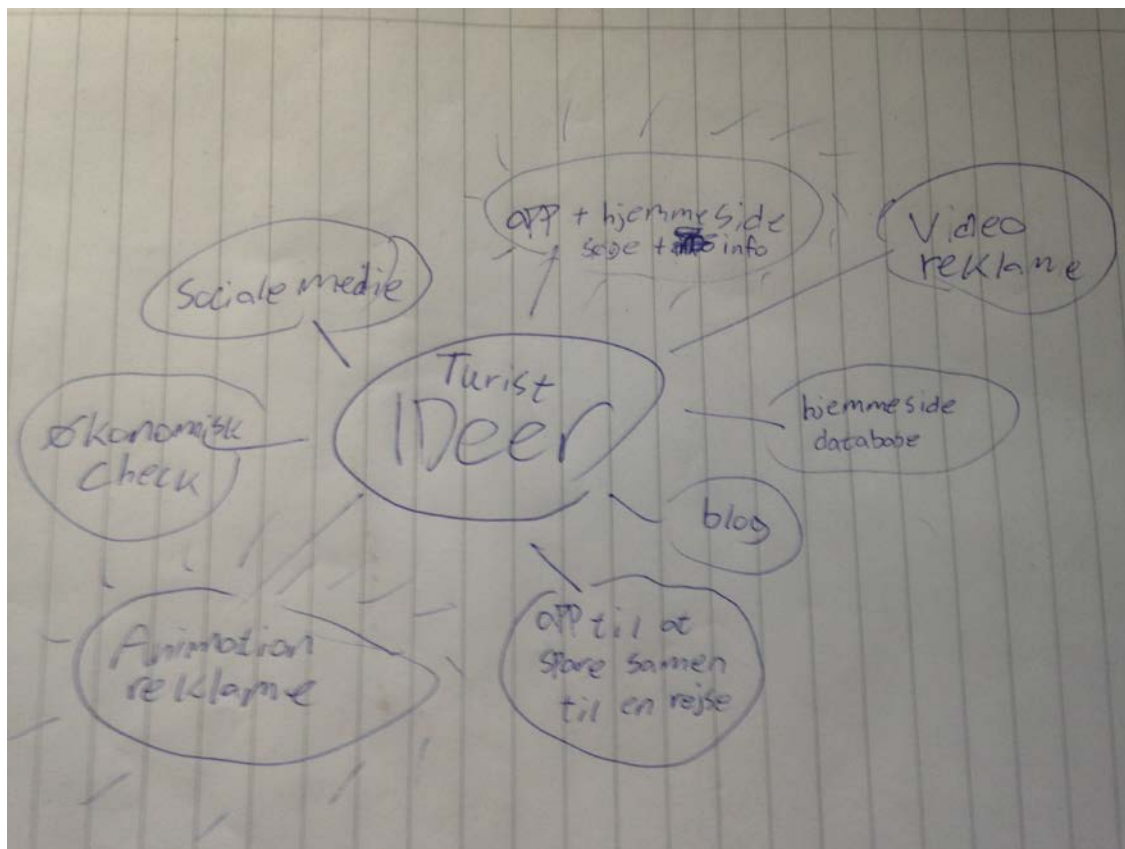 app + hjemmeside
søge + info
Video
reklame
Sociale medie
Turist
IDeer
hjemmeside
database
økonomisk
check
blog
Animation
reklame
app til at
spare samen
til en rejse